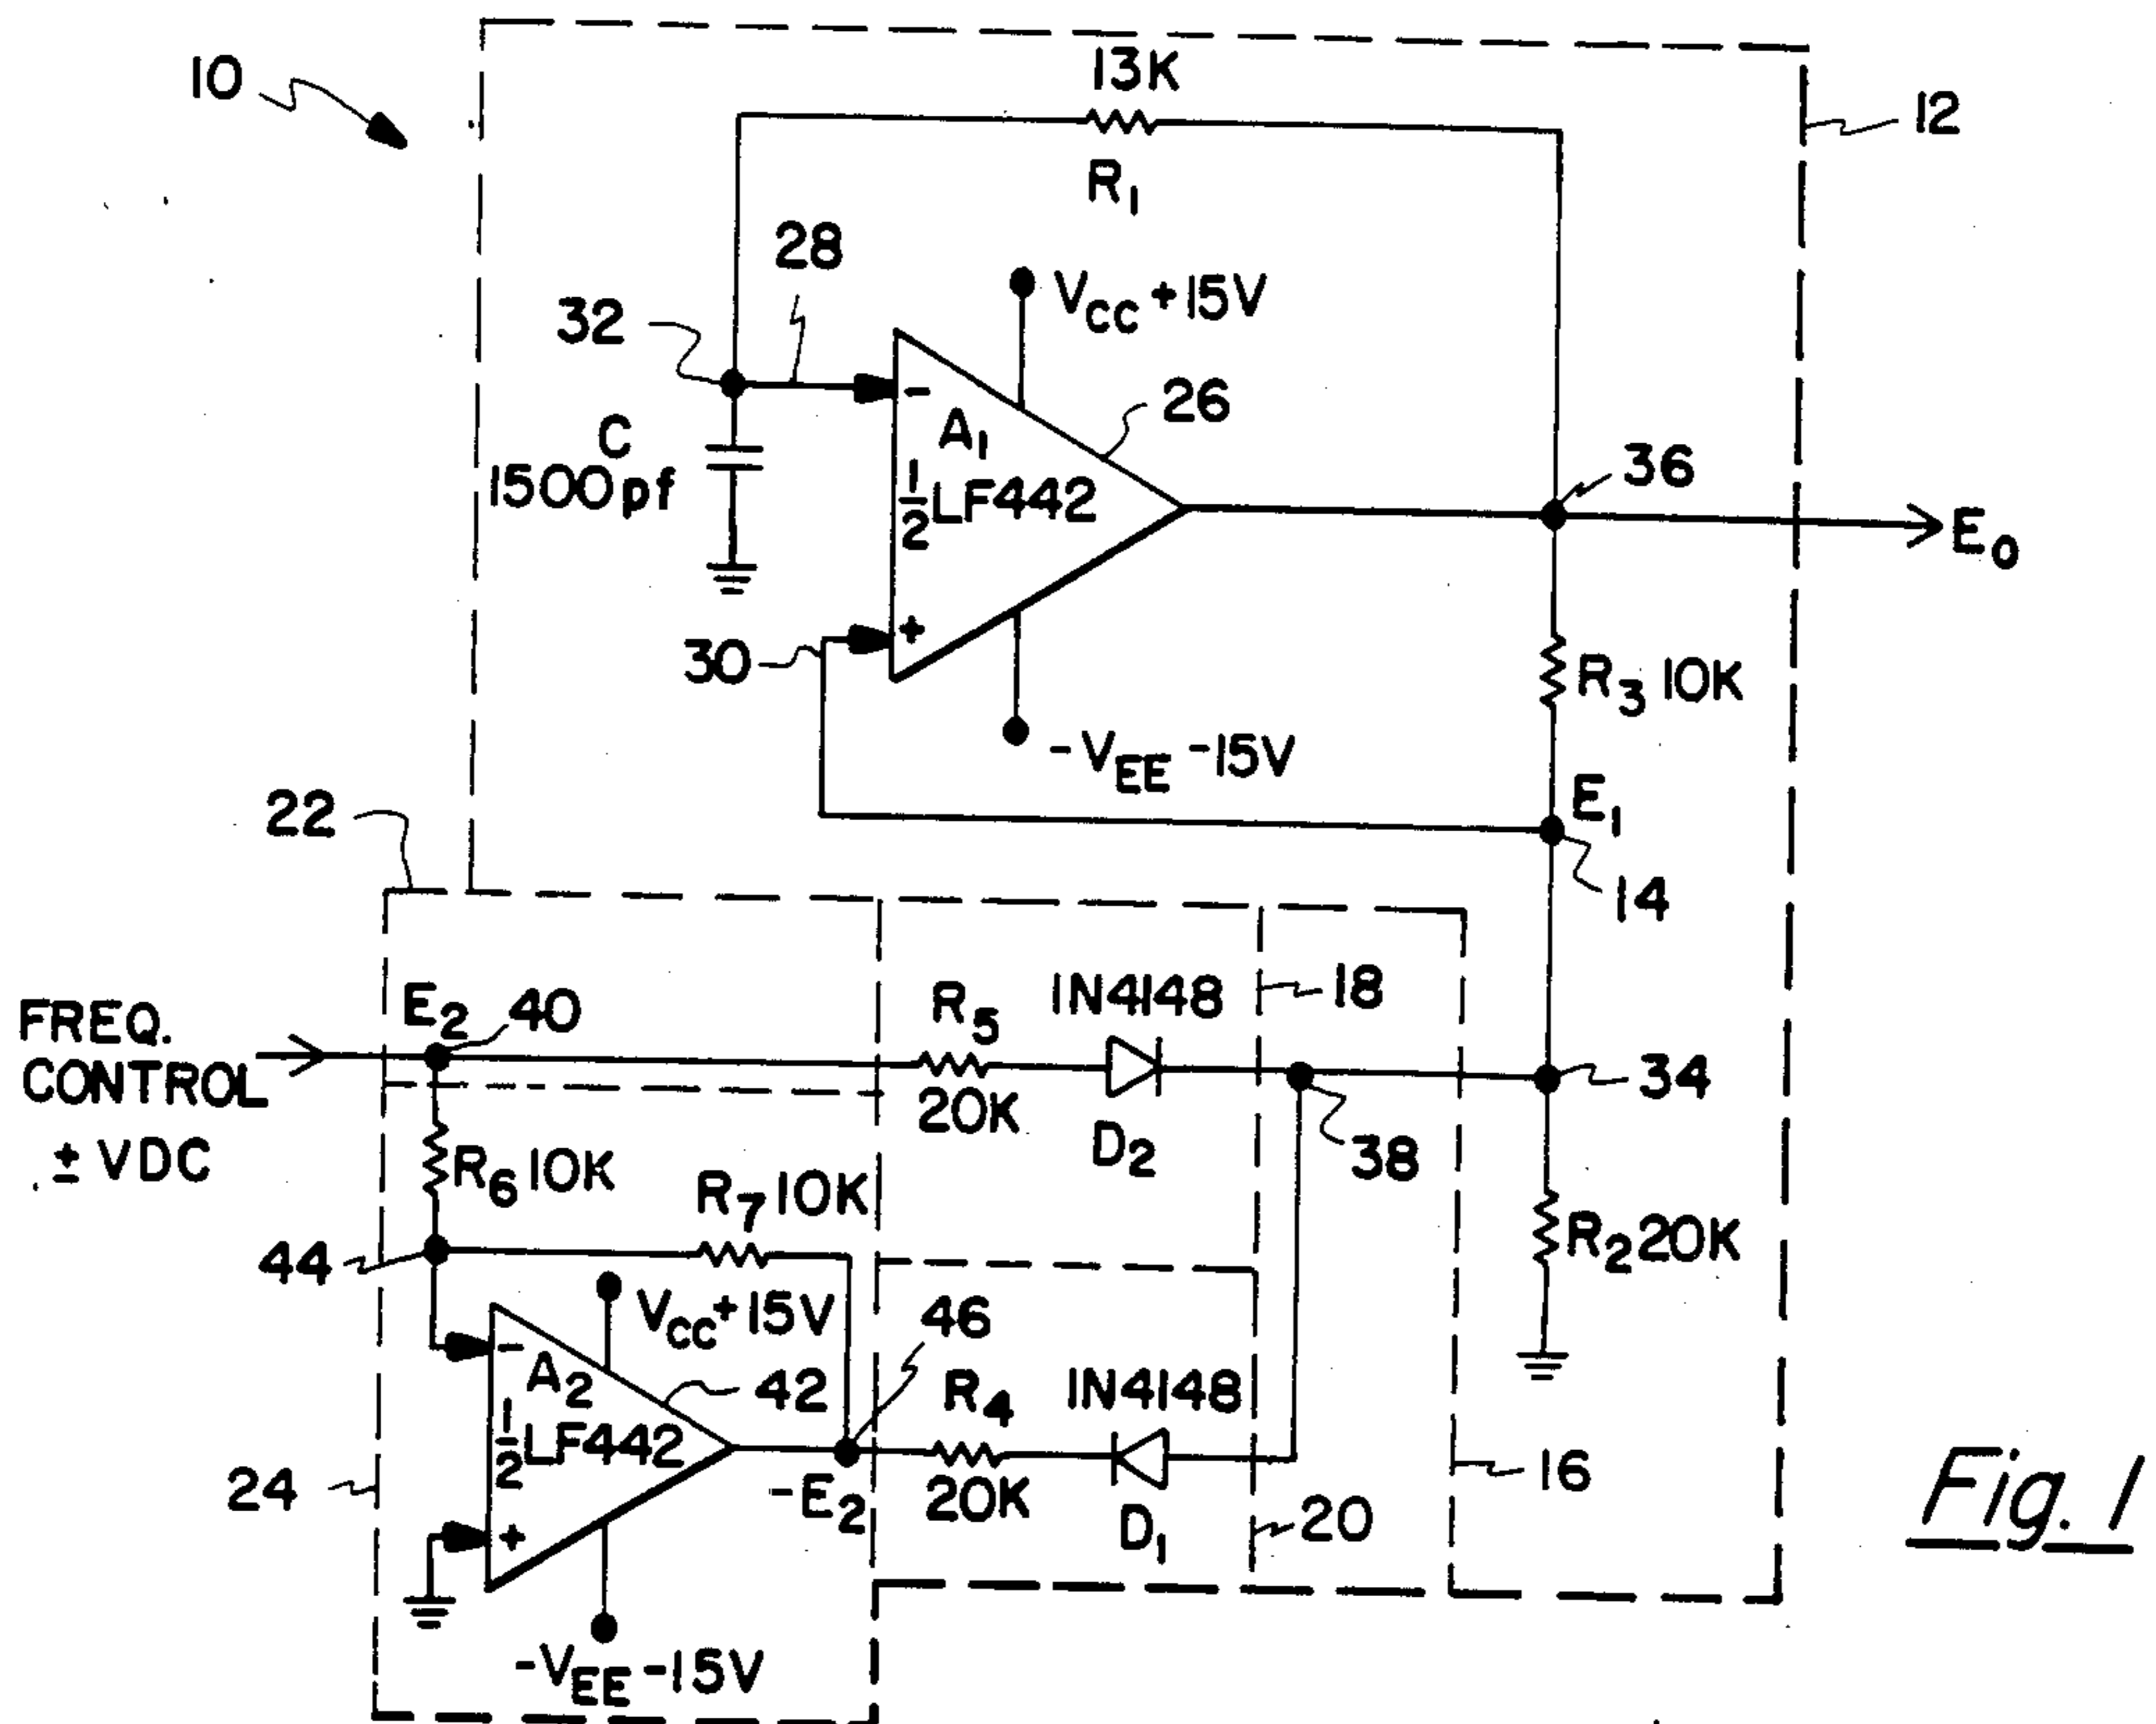 10
13K
12
R1
28
VCC +15V
32
26
A1
C
1500pf
1/2 LF442
36
E0
-
+
30
R3 10K
-VEE -15V
E1
22
14
FREQ.
CONTROL
± VDC
E2
40
R5
20K
1N4148
D2
18
34
38
R6 10K
R7 10K
R2 20K
44
VCC +15V
46
-
A2
1/2 LF442
42
R4
20K
1N4148
D1
24
-E2
+
16
20
-VEE -15V
Fig. 1